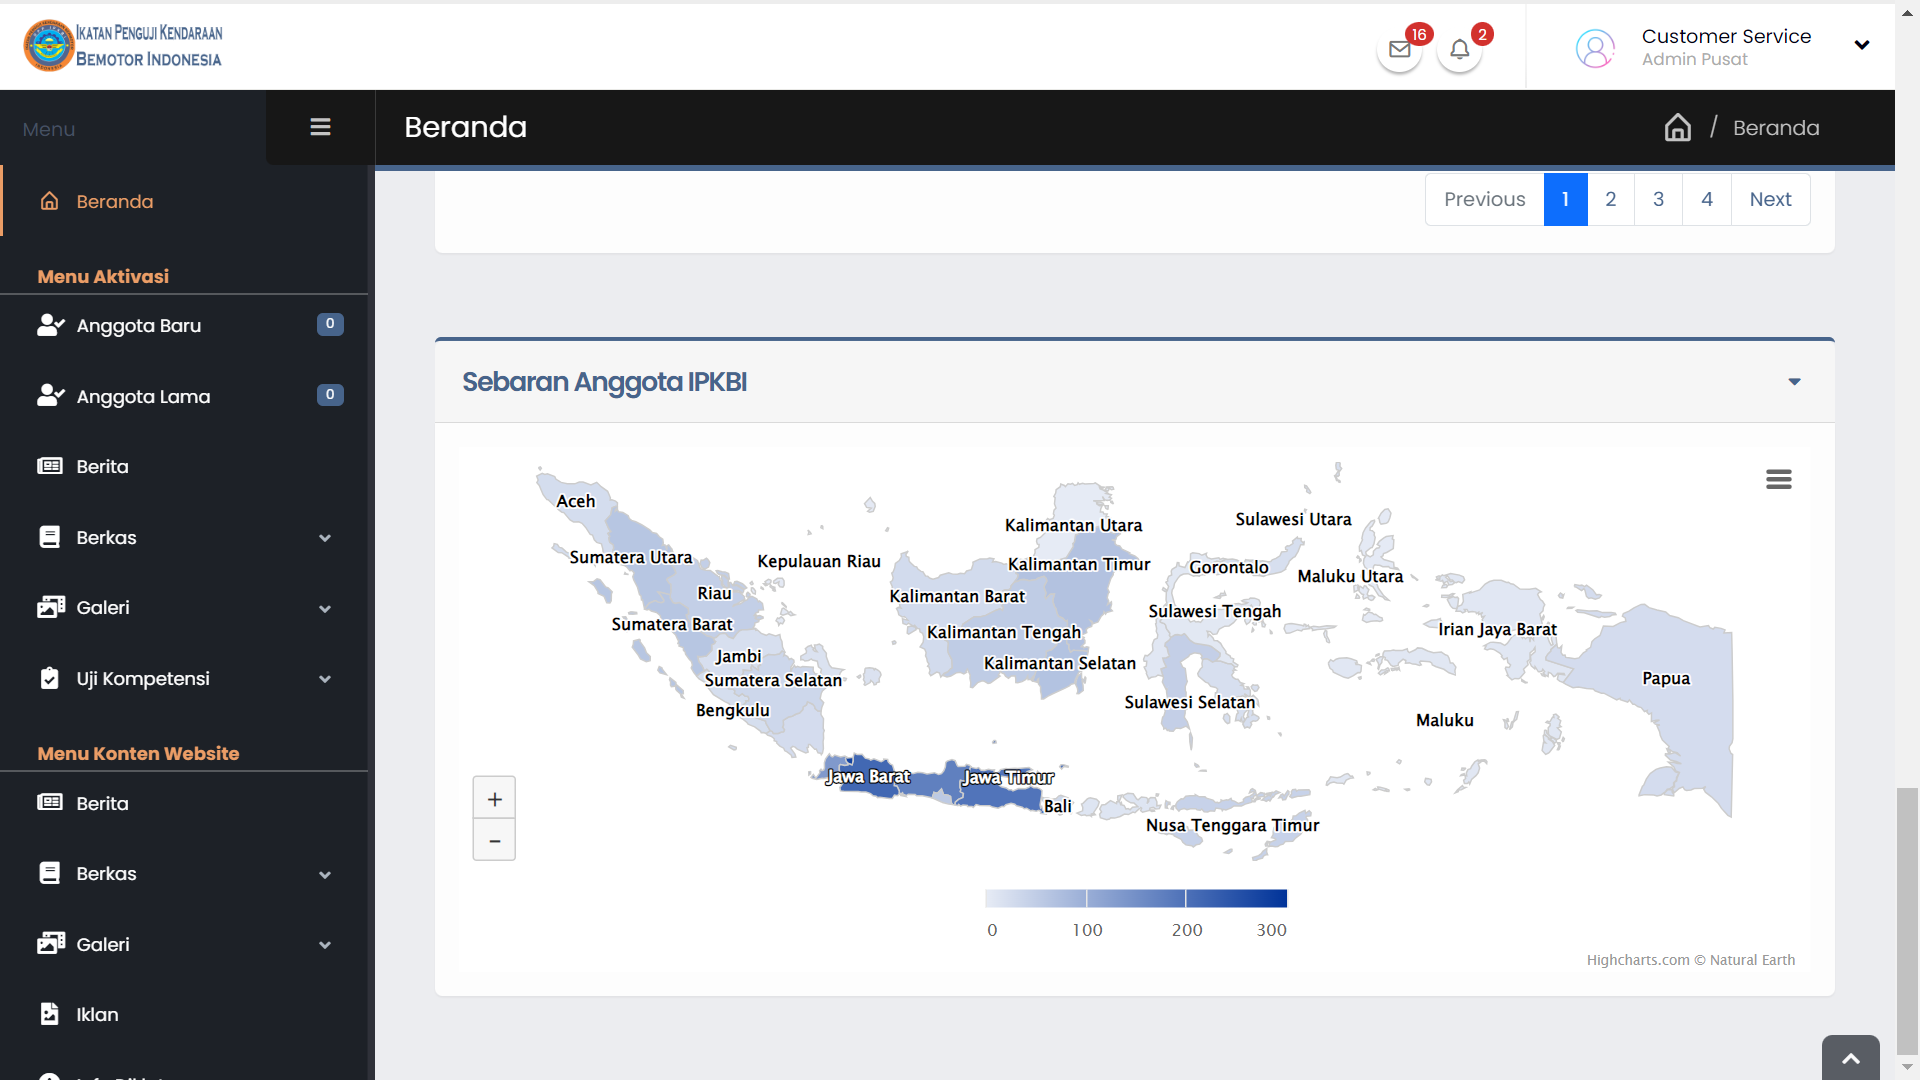 IKATAN PENGUJI KENDARAAN
BEMOTOR INDONESIA
16
2
Customer Service
Admin Pusat
Menu
Beranda
/ Beranda
Beranda
Menu Aktivasi
Anggota Baru 0
Anggota Lama 0
Berita
Berkas
Galeri
Uji Kompetensi
Menu Konten Website
Berita
Berkas
Galeri
Iklan
Previous 1 2 3 4 Next
Sebaran Anggota IPKBI
Aceh
Sumatera Utara
Riau
Kepulauan Riau
Sumatera Barat
Jambi
Sumatera Selatan
Bengkulu
Kalimantan Utara
Kalimantan Timur
Kalimantan Barat
Kalimantan Tengah
Kalimantan Selatan
Sulawesi Utara
Gorontalo
Maluku Utara
Sulawesi Tengah
Sulawesi Selatan
Irian Jaya Barat
Papua
Maluku
Jawa Barat
Jawa Timur
Bali
Nusa Tenggara Timur
+
−
0 100 200 300
Highcharts.com © Natural Earth